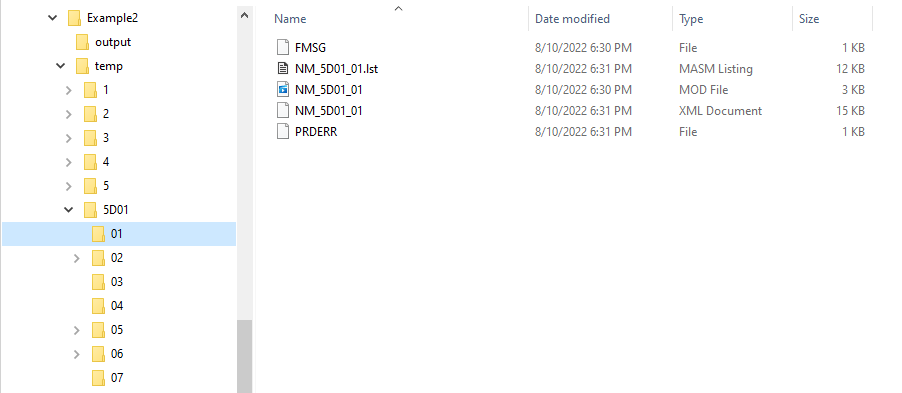 Example2
output
temp
1
2
3
4
5
5D01
01
02
03
04
05
06
07
Name Date modified Type Size
FMSG 8/10/2022 6:30 PM File 1 KB
NM_5D01_01.lst 8/10/2022 6:31 PM MASM Listing 12 KB
NM_5D01_01 8/10/2022 6:30 PM MOD File 3 KB
NM_5D01_01 8/10/2022 6:31 PM XML Document 15 KB
PRDERR 8/10/2022 6:31 PM File 1 KB